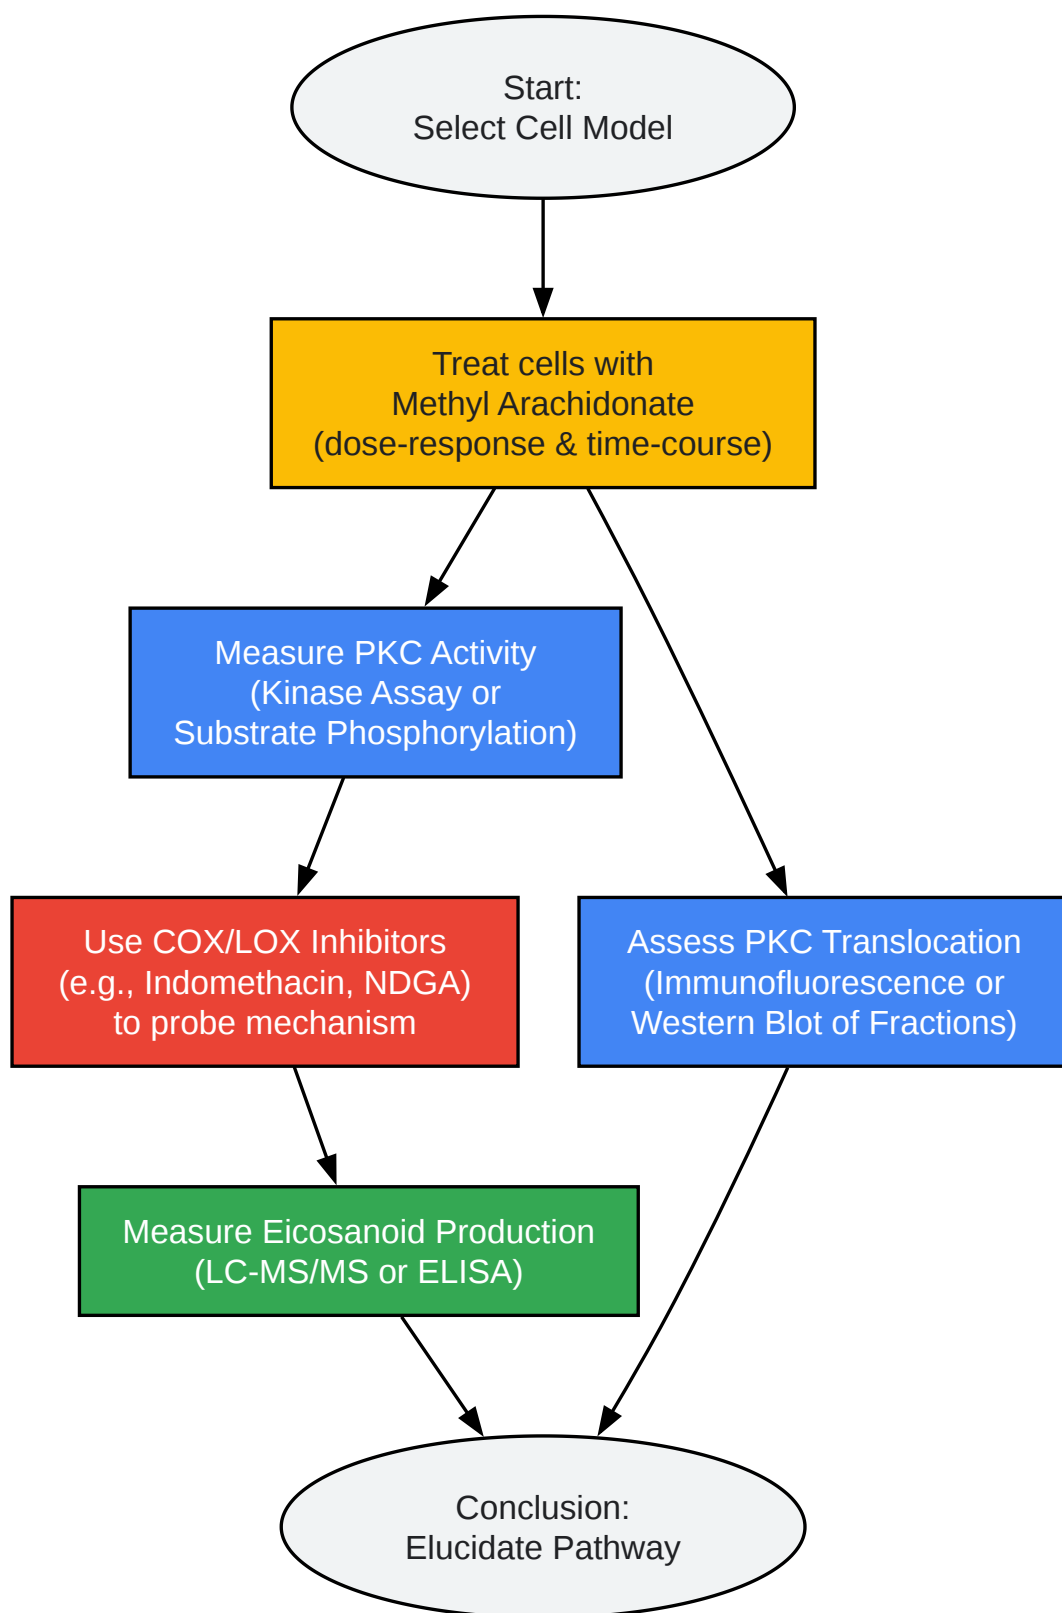 Start:
Select Cell Model
Treat cells with
Methyl Arachidonate
(dose-response & time-course)
Measure PKC Activity
(Kinase Assay or
Substrate Phosphorylation)
Use COX/LOX Inhibitors
(e.g., Indomethacin, NDGA)
to probe mechanism
Assess PKC Translocation
(Immunofluorescence or
Western Blot of Fractions)
Measure Eicosanoid Production
(LC-MS/MS or ELISA)
Conclusion:
Elucidate Pathway